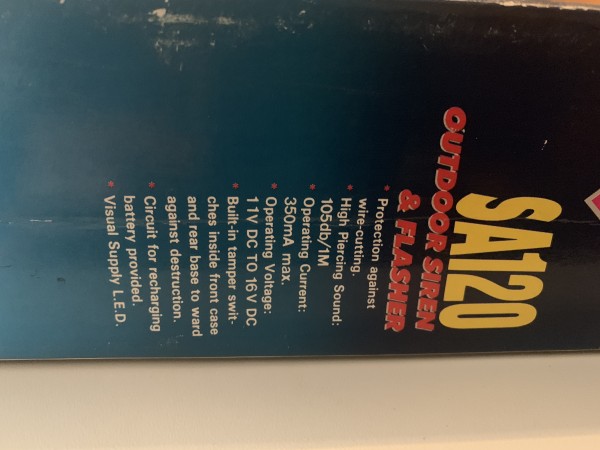 SA120
OUTDOOR SIREN
& FLASHER
* Protection against
wire-cutting.
* High Piercing Sound:
105db/1M.
* Operating Current:
350mA max.
* Operating Voltage:
11V DC TO 16V DC
* Built-in tamper swit-
ches inside front case
and rear base to ward
against destruction.
* Circuit for recharging
battery provided.
* Visual Supply L.E.D.